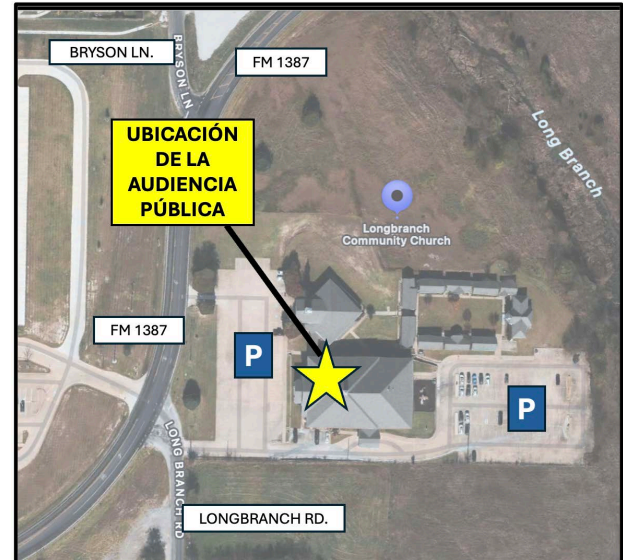 BRYSON LN.
BRYSON LN
FM 1387
UBICACIÓN
DE LA
AUDIENCIA
PÚBLICA
Long Branch
Longbranch
Community Church
FM 1387
P
P
LONG BRANCH RD
LONGBRANCH RD.